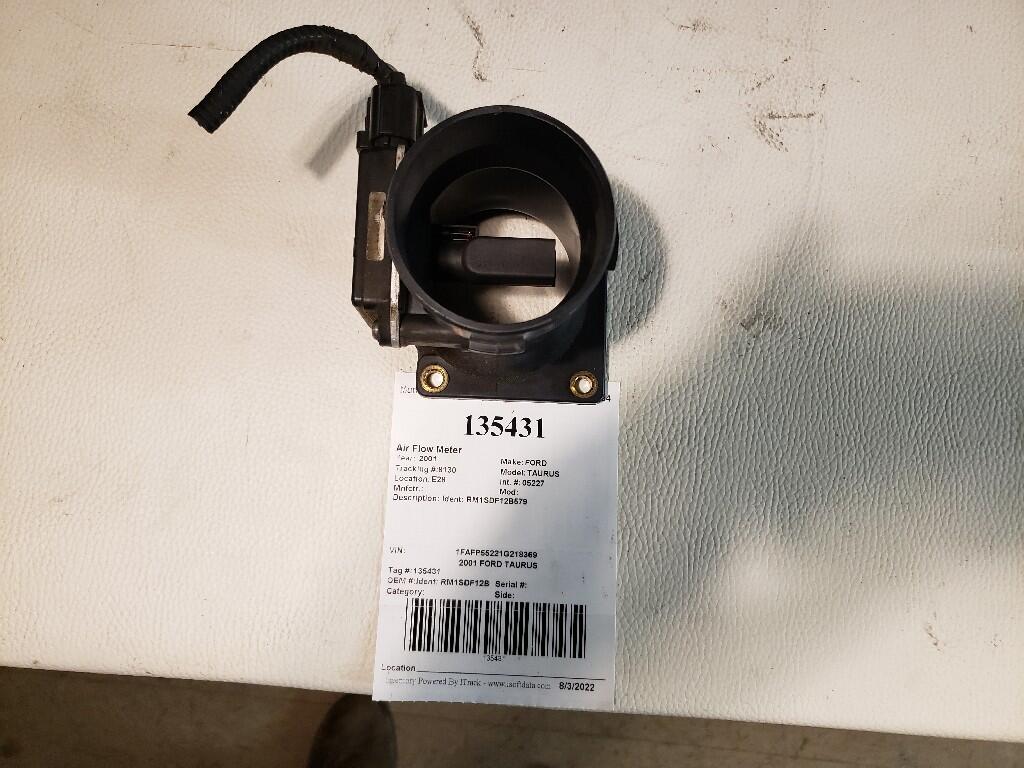 135431
Air Flow Meter
Year: 2001 Make: FORD
Tracking #:8130 Model: TAURUS
Location: E28 Int. #: 05227
Mnfctr.: Mod:
Description: Ident: RM1SDF12B579
VIN: 1FAFP55221G218369
2001 FORD TAURUS
Tag #: 135431
OEM #:Ident: RM1SDF12B Serial #:
Category: Side:
Location
Inventory Powered By ITrack - www.isoftdata.com 8/3/2022